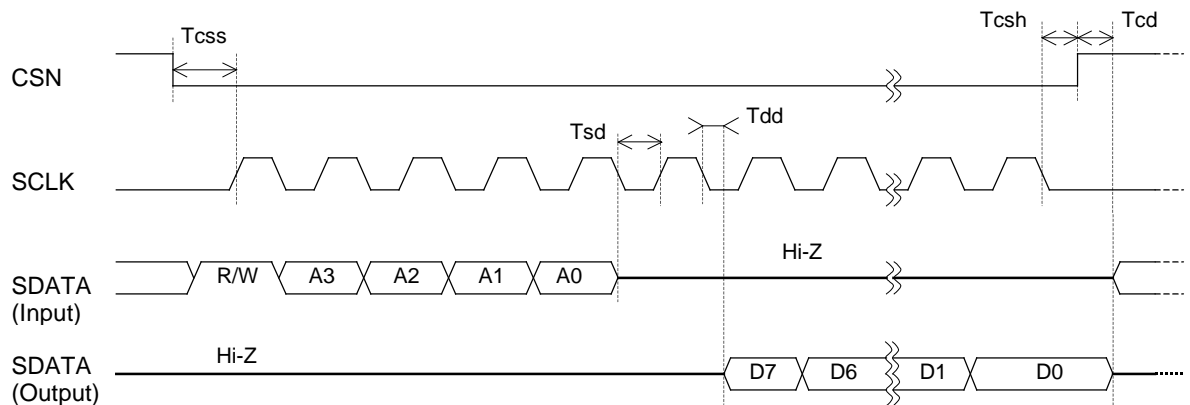 Tcss
Tcsh
Tcd
CSN
Tsd
Tdd
SCLK
Hi-Z
SDATA
(Input)
R/W
A3
A2
A1
A0
Hi-Z
SDATA
(Output)
D7
D6
D1
D0